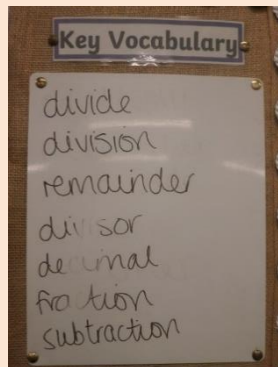 Key Vocabulary
divide
division
remainder
divisor
decimal
fraction
subtraction